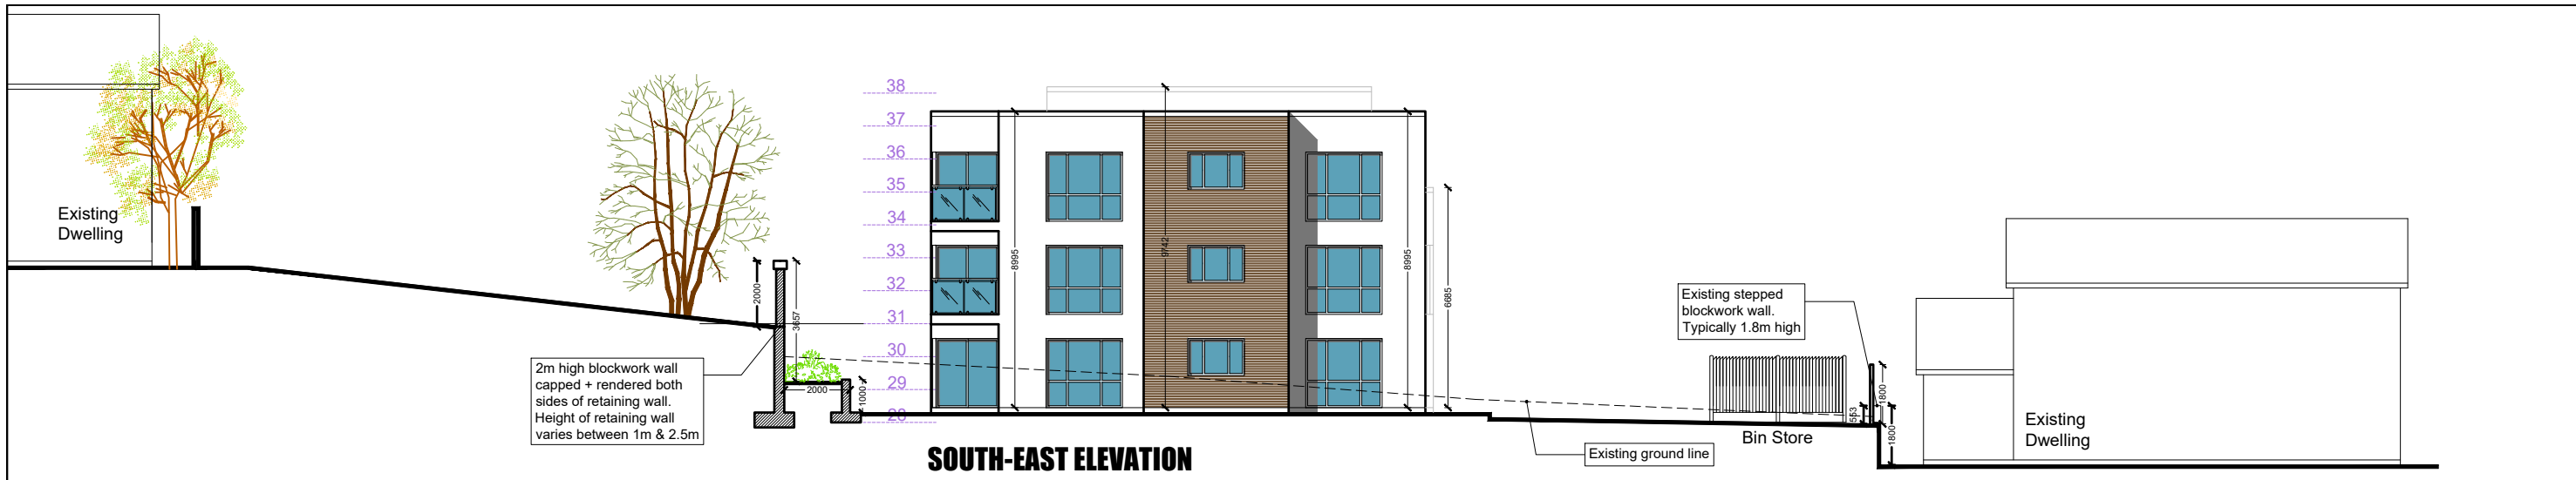 Existing
Dwelling
2000
3657
2m high blockwork wall
capped + rendered both
sides of retaining wall.
Height of retaining wall
varies between 1m & 2.5m
2000
1000
38
37
36
35
34
33
32
31
30
29
28
8995
9742
8995
6685
SOUTH-EAST ELEVATION
Existing ground line
Existing stepped
blockwork wall.
Typically 1.8m high
Bin Store
553
1800
1800
Existing
Dwelling